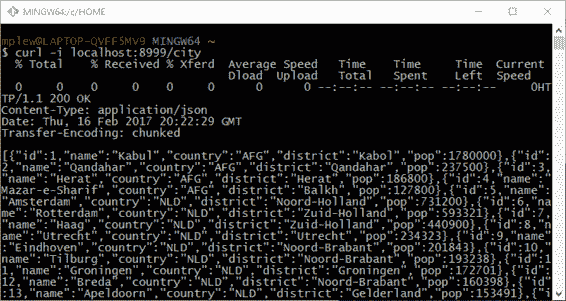 MINGW64:/c/HOME
mplew@LAPTOP-QVFF5MV9 MINGW64 ~
$ curl -i localhost:8999/city
% Total % Received % Xferd Average Speed Time Time Time Current
Dload Upload Total Spent Left Speed
0 0 0 0 0 0 0 0 --:--:-- --:--:-- --:--:-- 0HT
TP/1.1 200 OK
Content-Type: application/json
Date: Thu, 16 Feb 2017 20:22:29 GMT
Transfer-Encoding: chunked
[{"id":1,"name":"Kabul","country":"AFG","district":"Kabol","pop":1780000},{"id":
2,"name":"Qandahar","country":"AFG","district":"Qandahar","pop":237500},{"id":3,
"name":"Herat","country":"AFG","district":"Herat","pop":186800},{"id":4,"name":"
Mazar-e-Sharif","country":"AFG","district":"Balkh","pop":127800},{"id":5,"name":
"Amsterdam","country":"NLD","district":"Noord-Holland","pop":731200},{"id":6,"na
me":"Rotterdam","country":"NLD","district":"Zuid-Holland","pop":593321},{"id":7,
"name":"Haag","country":"NLD","district":"Zuid-Holland","pop":440900},{"id":8,"n
ame":"Utrecht","country":"NLD","district":"Utrecht","pop":234323},{"id":9,"name"
:"Eindhoven","country":"NLD","district":"Noord-Brabant","pop":201843},{"id":10,"
name":"Tilburg","country":"NLD","district":"Noord-Brabant","pop":193238},{"id":1
1,"name":"Groningen","country":"NLD","district":"Groningen","pop":172701},{"id":
12,"name":"Breda","country":"NLD","district":"Noord-Brabant","pop":160398},{"id"
:13,"name":"Apeldoorn","country":"NLD","district":"Gelderland","pop":153491},{"i